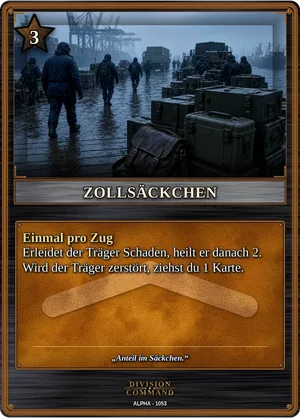 3
ZOLLSÄCKCHEN
Einmal pro Zug
Erleidet der Träger Schaden, heilt er danach 2.
Wird der Träger zerstört, ziehst du 1 Karte.
„Anteil im Säckchen.“
DIVISION
COMMAND
ALPHA - 1053